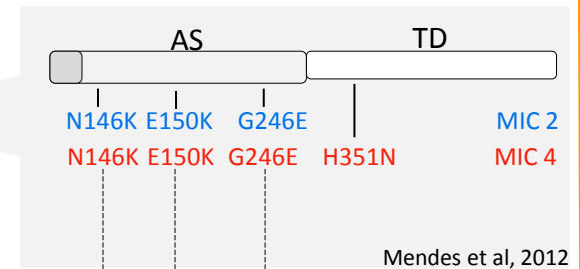 AS TD
N146K E150K G246E MIC 2
N146K E150K G246E H351N MIC 4
Mendes et al, 2012